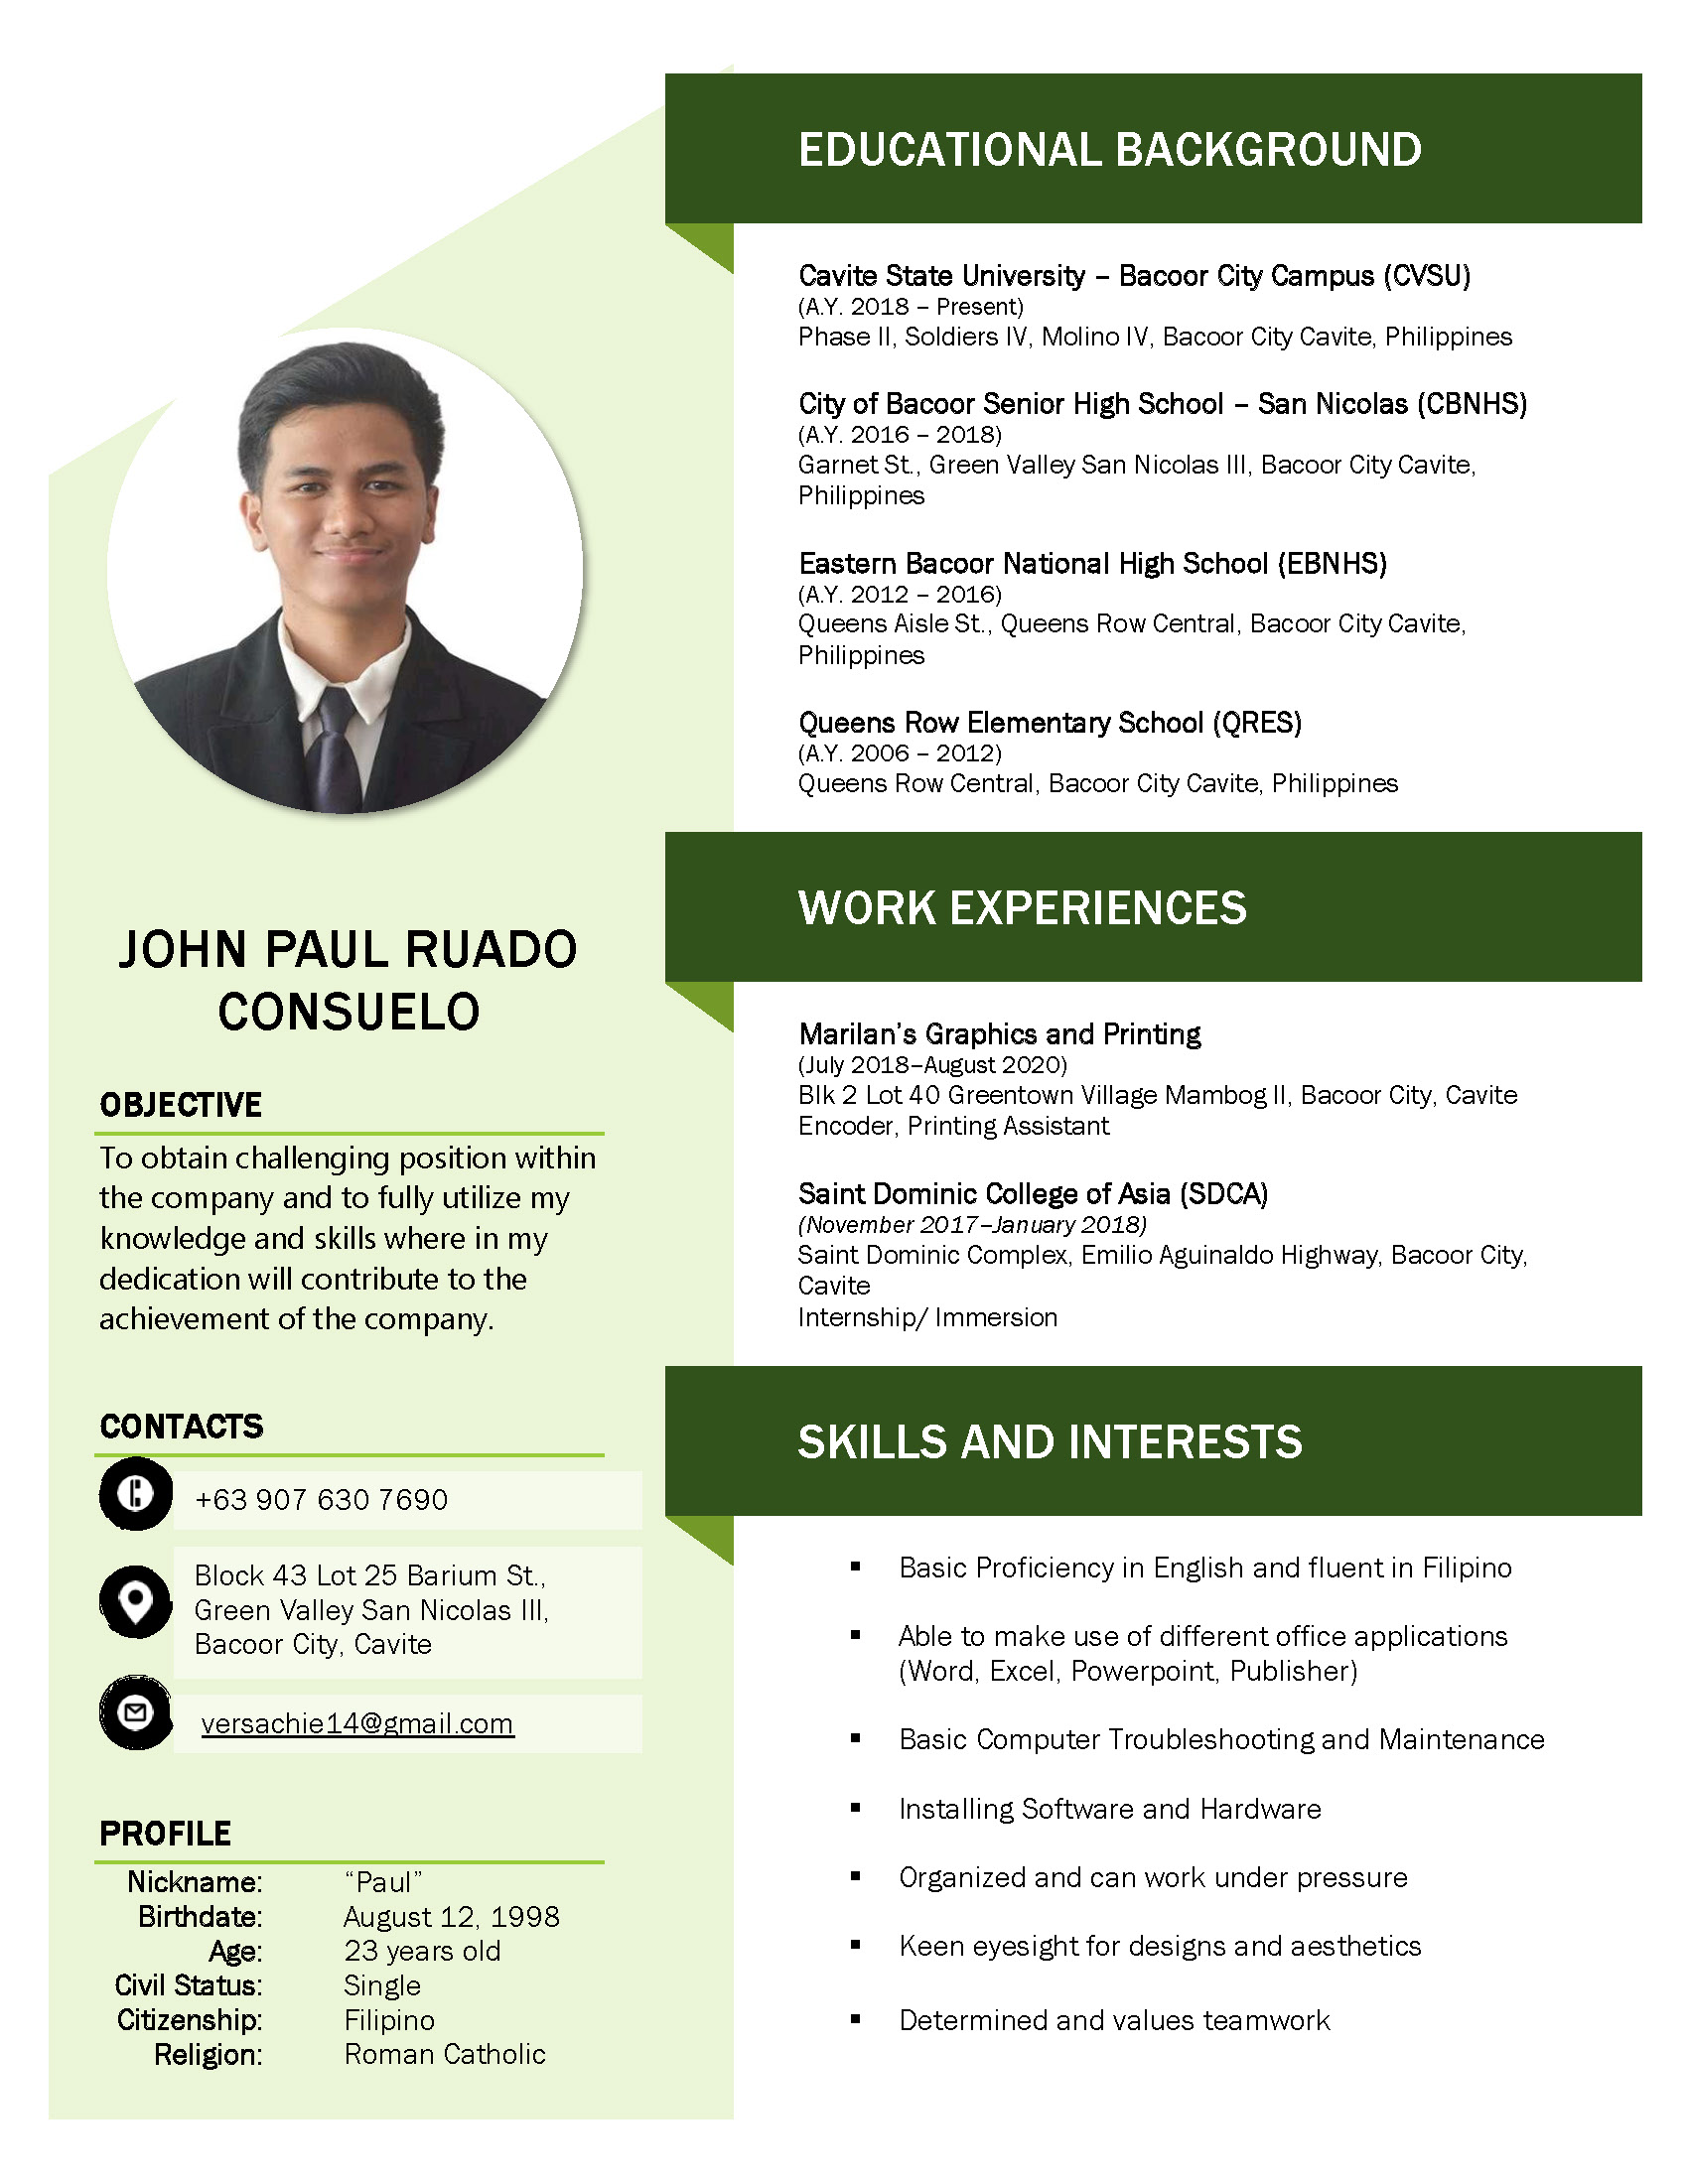 JOHN PAUL RUADO
CONSUELO
OBJECTIVE
To obtain challenging position within
the company and to fully utilize my
knowledge and skills where in my
dedication will contribute to the
achievement of the company.
CONTACTS
+63 907 630 7690
Block 43 Lot 25 Barium St.,
Green Valley San Nicolas III,
Bacoor City, Cavite
versachie14@gmail.com
PROFILE
Nickname: “Paul”
Birthdate: August 12, 1998
Age: 23 years old
Civil Status: Single
Citizenship: Filipino
Religion: Roman Catholic
EDUCATIONAL BACKGROUND
Cavite State University – Bacoor City Campus (CVSU)
(A.Y. 2018 – Present)
Phase II, Soldiers IV, Molino IV, Bacoor City Cavite, Philippines
City of Bacoor Senior High School – San Nicolas (CBNHS)
(A.Y. 2016 – 2018)
Garnet St., Green Valley San Nicolas III, Bacoor City Cavite,
Philippines
Eastern Bacoor National High School (EBNHS)
(A.Y. 2012 – 2016)
Queens Aisle St., Queens Row Central, Bacoor City Cavite,
Philippines
Queens Row Elementary School (QRES)
(A.Y. 2006 – 2012)
Queens Row Central, Bacoor City Cavite, Philippines
WORK EXPERIENCES
Marilan’s Graphics and Printing
(July 2018–August 2020)
Blk 2 Lot 40 Greentown Village Mambog II, Bacoor City, Cavite
Encoder, Printing Assistant
Saint Dominic College of Asia (SDCA)
(November 2017–January 2018)
Saint Dominic Complex, Emilio Aguinaldo Highway, Bacoor City,
Cavite
Internship/ Immersion
SKILLS AND INTERESTS
▪ Basic Proficiency in English and fluent in Filipino
▪ Able to make use of different office applications
(Word, Excel, Powerpoint, Publisher)
▪ Basic Computer Troubleshooting and Maintenance
▪ Installing Software and Hardware
▪ Organized and can work under pressure
▪ Keen eyesight for designs and aesthetics
▪ Determined and values teamwork